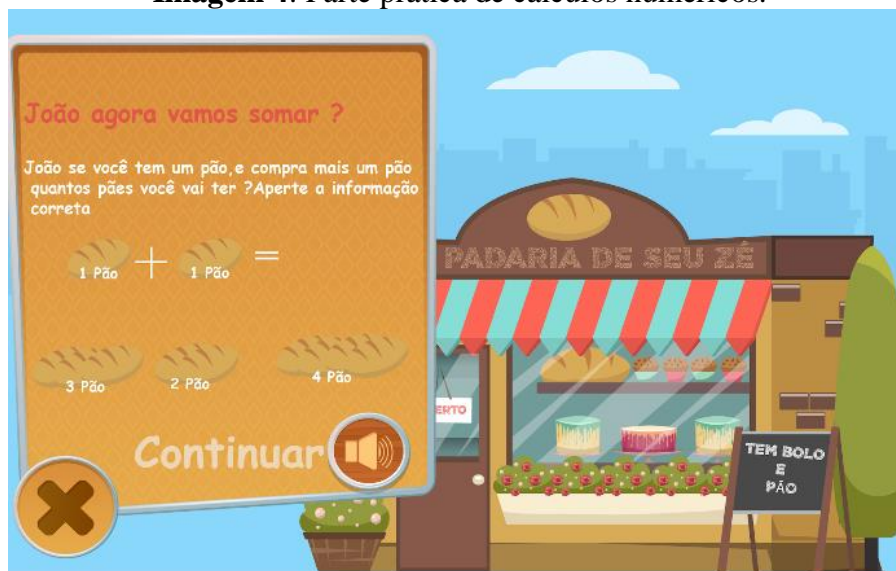 Imagem 4. Parte prática de cálculos numéricos.
João agora vamos somar ?
João se você tem um pão,e compra mais um pão
quantos pães você vai ter ?Aperte a informação
correta
1 Pão + 1 Pão =
3 Pão 2 Pão 4 Pão
Continuar
PADARIA DE SEU ZÉ
ERTO
TEM BOLO
E
PÃO